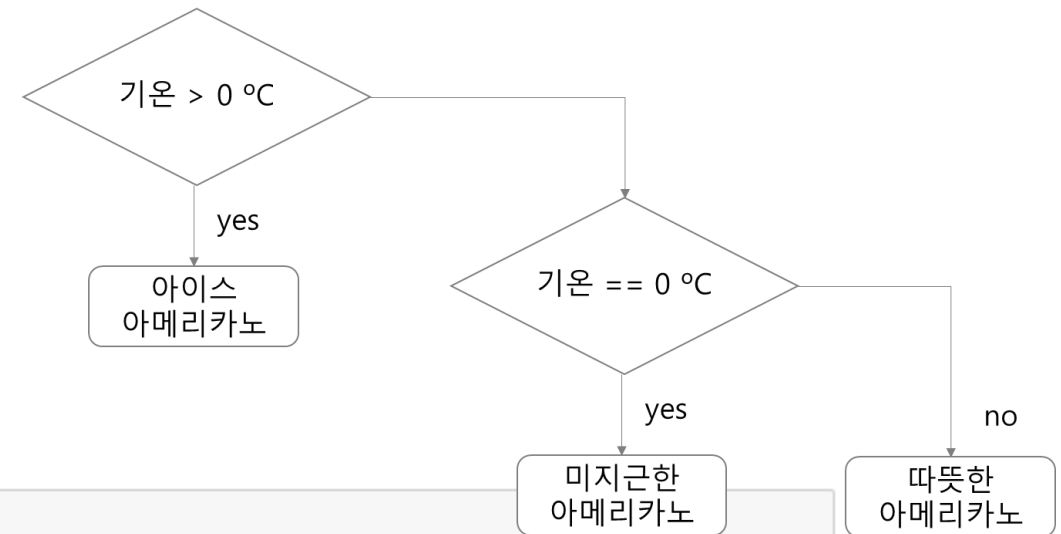 기온 > 0 ºC
yes
아이스
아메리카노
기온 == 0 ºC
yes
no
미지근한
아메리카노
따뜻한
아메리카노